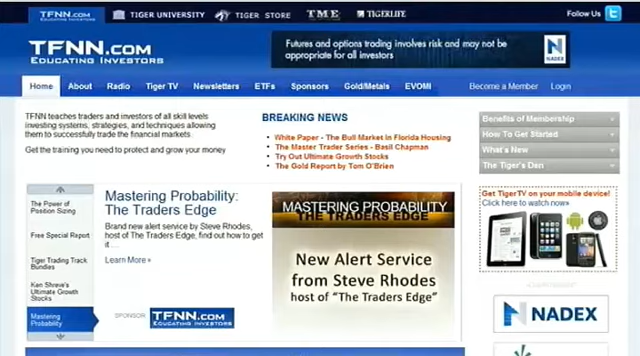 TFNN.COM
EDUCATING INVESTORS
TIGER UNIVERSITY
TIGER STORE
TME
TIGERLIFE
Follow Us
TFNN.COM
EDUCATING INVESTORS
Futures and options trading involves risk and may not be
appropriate for all investors
NADEX
Home About Radio Tiger TV Newsletters ETFs Sponsors Gold/Metals EVOMI Become a Member Login
TFNN teaches traders and investors of all skill levels
investing systems, strategies, and techniques allowing
them to successfully trade the financial markets.
Get the training you need to protect and grow your money
BREAKING NEWS
White Paper - The Bull Market in Florida Housing
The Master Trader Series - Basil Chapman
Try Out Ultimate Growth Stocks
The Gold Report by Tom O'Brien
Benefits of Membership
How To Get Started
What's New
The Tiger's Den
The Power of
Position Sizing
Free Special Report
Tiger Trading Track
Bundles
Ken Shreve's
Ultimate Growth
Stocks
Mastering
Probability
Mastering Probability:
The Traders Edge
Brand new alert service by Steve Rhodes,
host of The Traders Edge, find out how to get
it ...
Learn More
SPONSOR
TFNN.COM
EDUCATING INVESTORS
MASTERING PROBABILITY
THE TRADERS EDGE
New Alert Service
from Steve Rhodes
host of "The Traders Edge"
Get TigerTV on your mobile device!
Click here to watch now»
NADEX